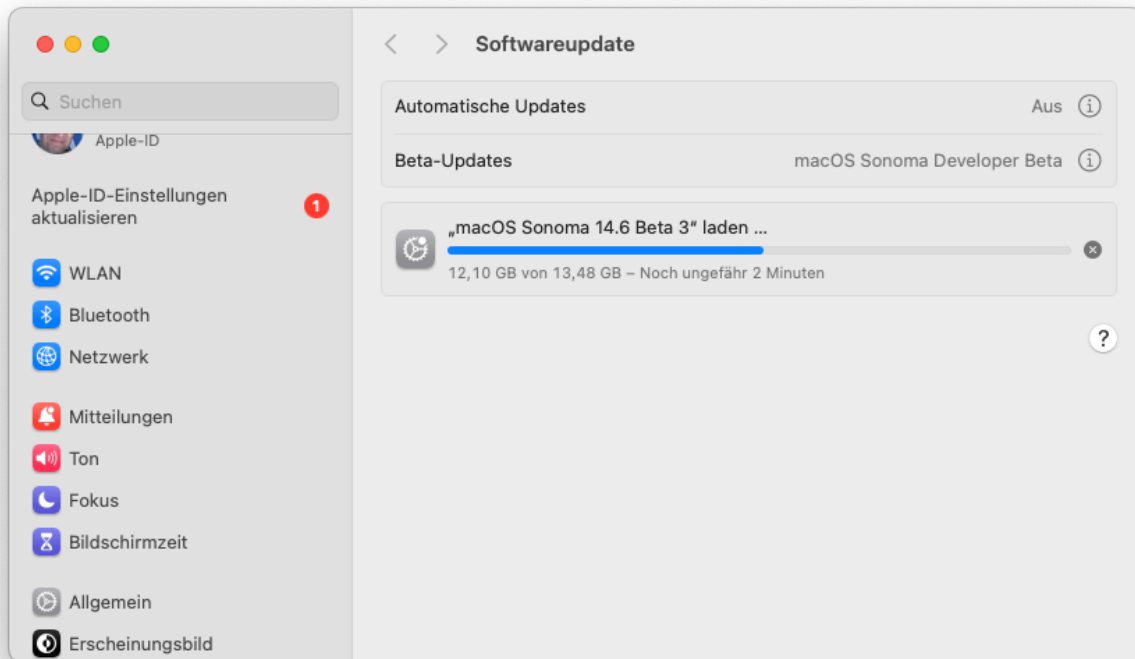 Suchen
Apple-ID
Apple-ID-Einstellungen
aktualisieren
1
WLAN
Bluetooth
Netzwerk
Mitteilungen
Ton
Fokus
Bildschirmzeit
Allgemein
Erscheinungsbild
Softwareupdate
Automatische Updates Aus
Beta-Updates macOS Sonoma Developer Beta
„macOS Sonoma 14.6 Beta 3“ laden ...
12,10 GB von 13,48 GB – Noch ungefähr 2 Minuten
?